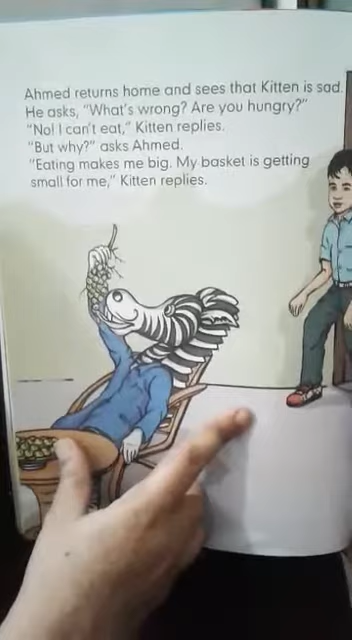 Ahmed returns home and sees that Kitten is sad.
He asks, "What's wrong? Are you hungry?"
"No! I can't eat," Kitten replies.
"But why?" asks Ahmed.
"Eating makes me big. My basket is getting
small for me," Kitten replies.